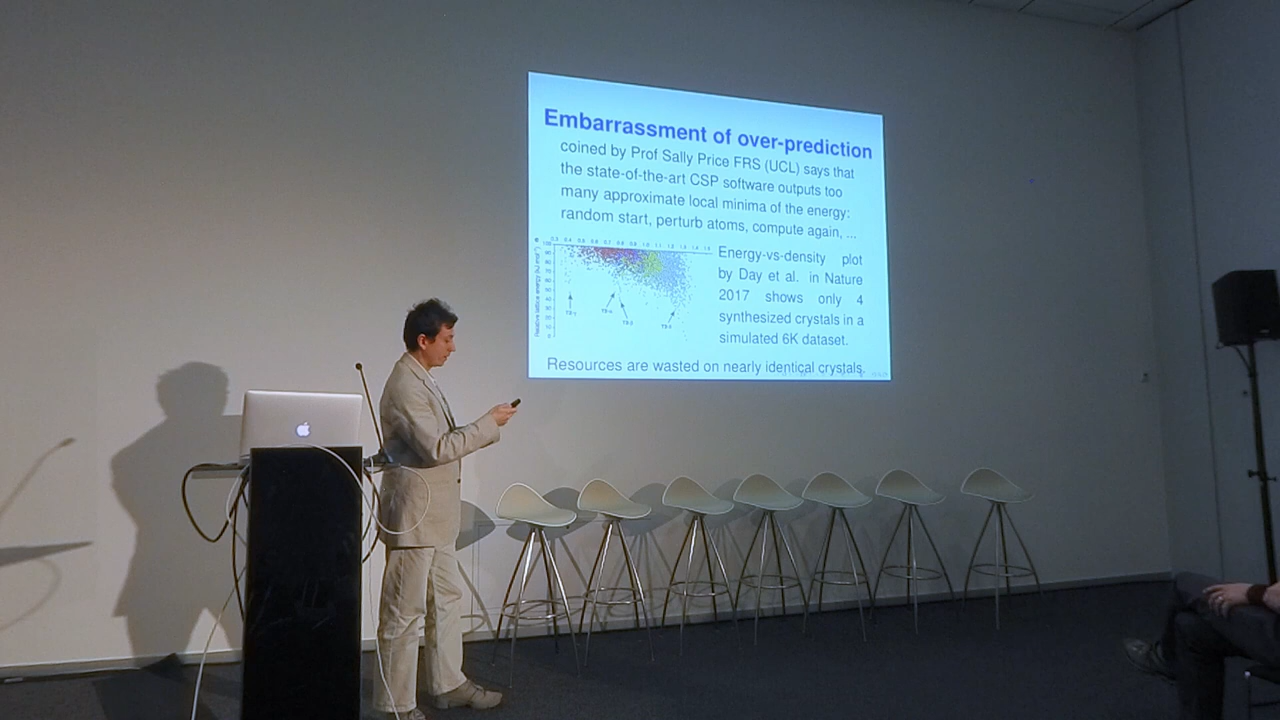 Embarrassment of over-prediction
coined by Prof Sally Price FRS (UCL) says that
the state-of-the-art CSP software outputs too
many approximate local minima of the energy:
random start, perturb atoms, compute again, ...
Energy-vs-density plot
by Day et al. in Nature
2017 shows only 4
synthesized crystals in a
simulated 6K dataset.
Resources are wasted on nearly identical crystals.